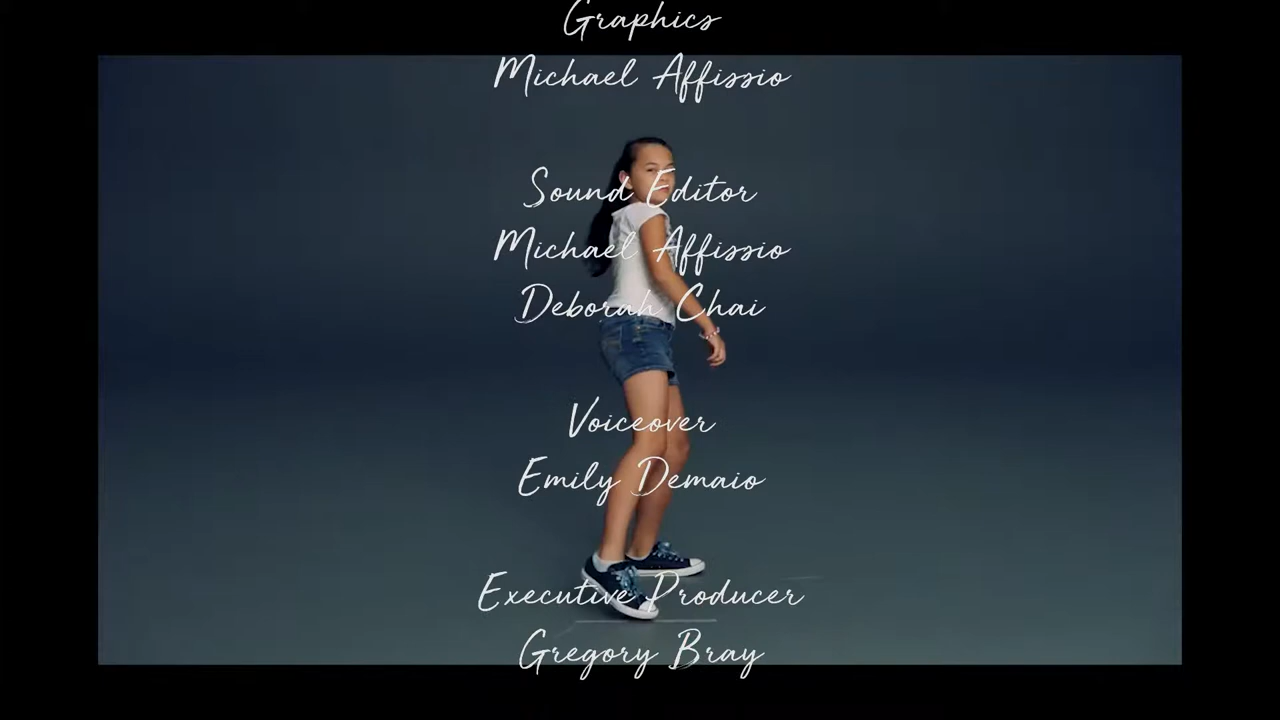 Graphics
Michael Affissio
Sound Editor
Michael Affissio
Deborah Chai
Voiceover
Emily Demaio
Executive Producer
Gregory Bray